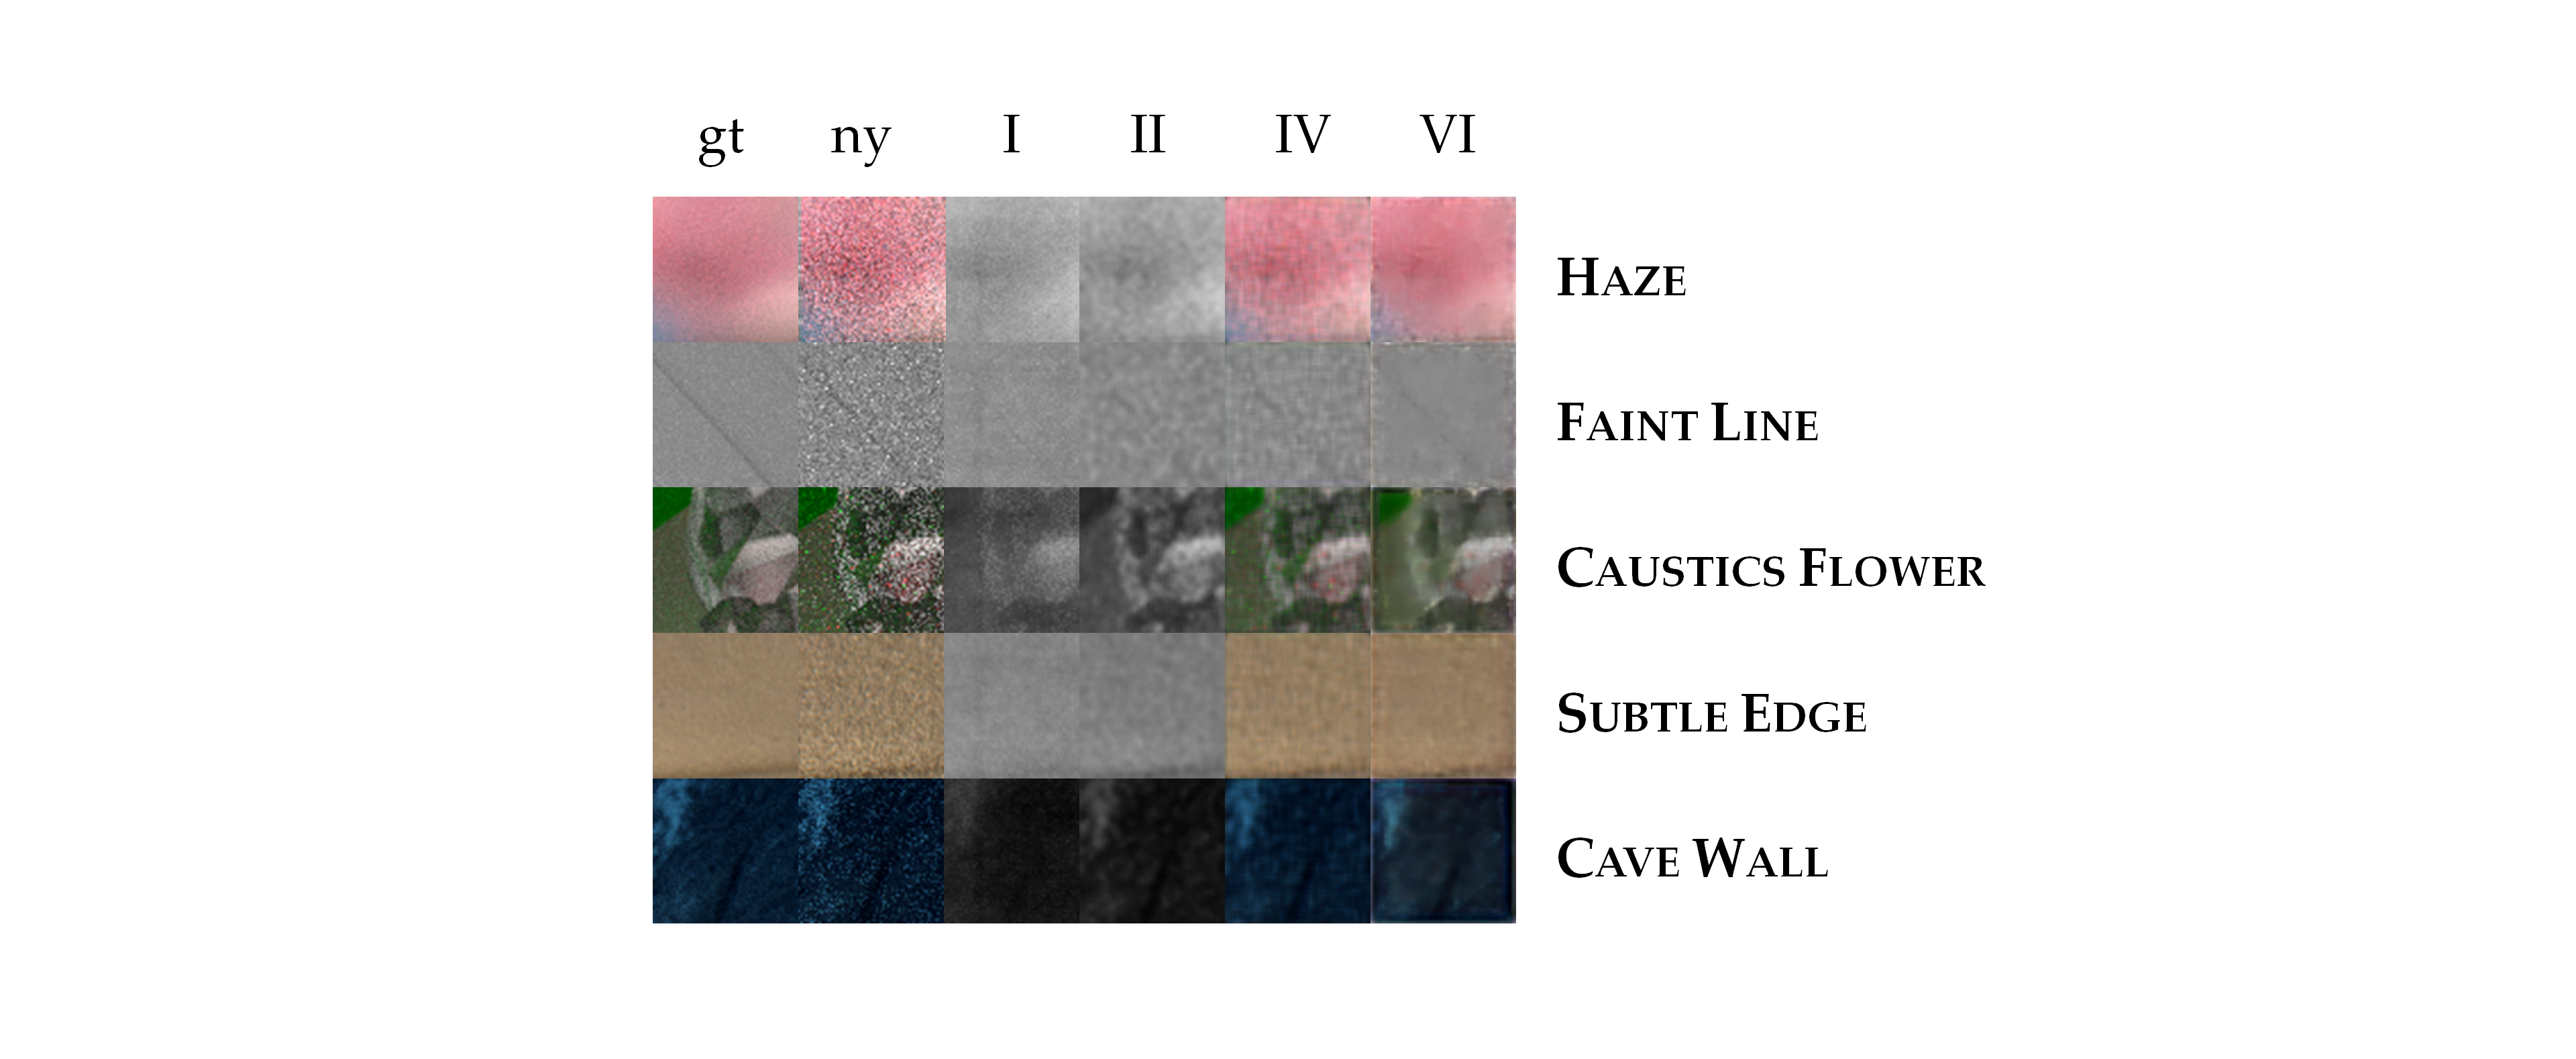 gt ny I II IV VI
HAZE
FAINT LINE
CAUSTICS FLOWER
SUBTLE EDGE
CAVE WALL